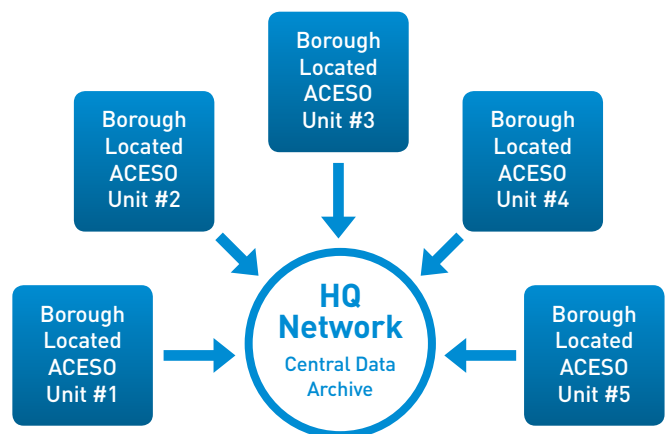 Borough
Located
ACESO
Unit #3
Borough
Located
ACESO
Unit #2
Borough
Located
ACESO
Unit #4
Borough
Located
ACESO
Unit #1
HQ
Network
Central Data
Archive
Borough
Located
ACESO
Unit #5